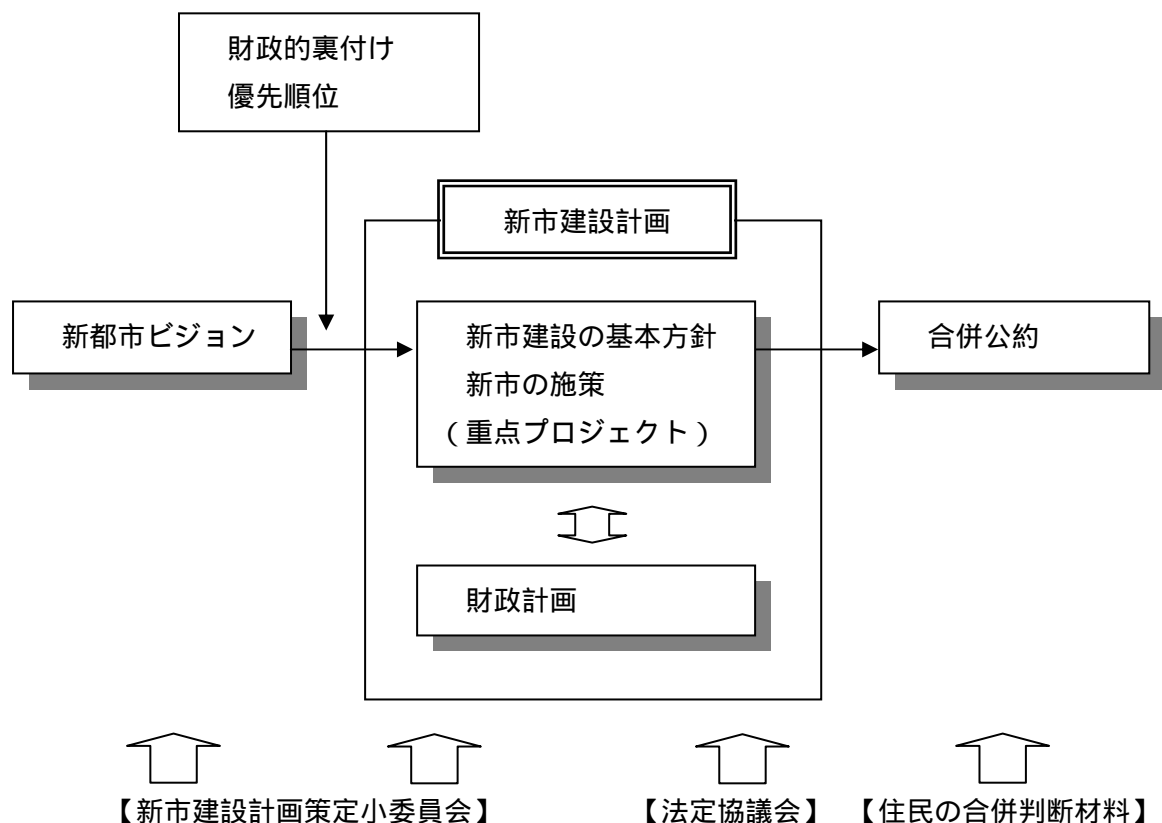 財政的裏付け
優先順位
新市建設計画
新都市ビジョン
新市建設の基本方針
新市の施策
（重点プロジェクト）
合併公約
財政計画
【新市建設計画策定小委員会】
【法定協議会】
【住民の合併判断材料】